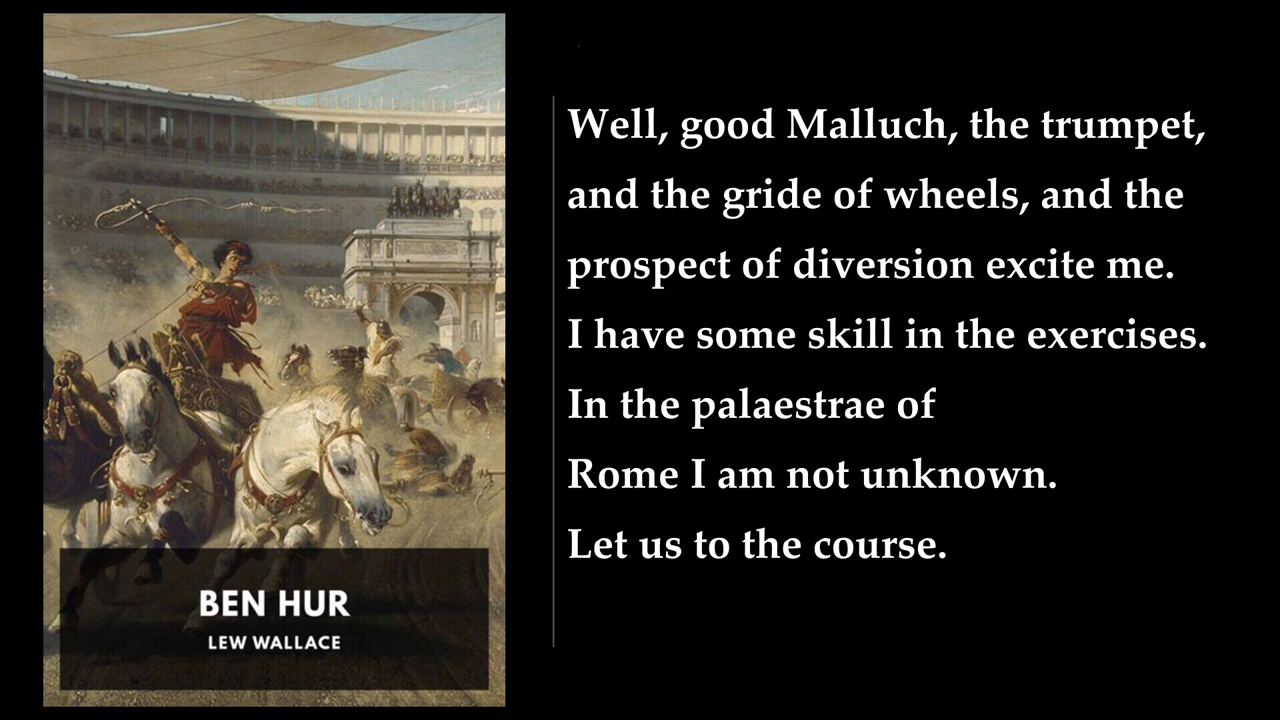 BEN HUR
LEW WALLACE
Well, good Malluch, the trumpet,
and the gride of wheels, and the
prospect of diversion excite me.
I have some skill in the exercises.
In the palaestrae of
Rome I am not unknown.
Let us to the course.